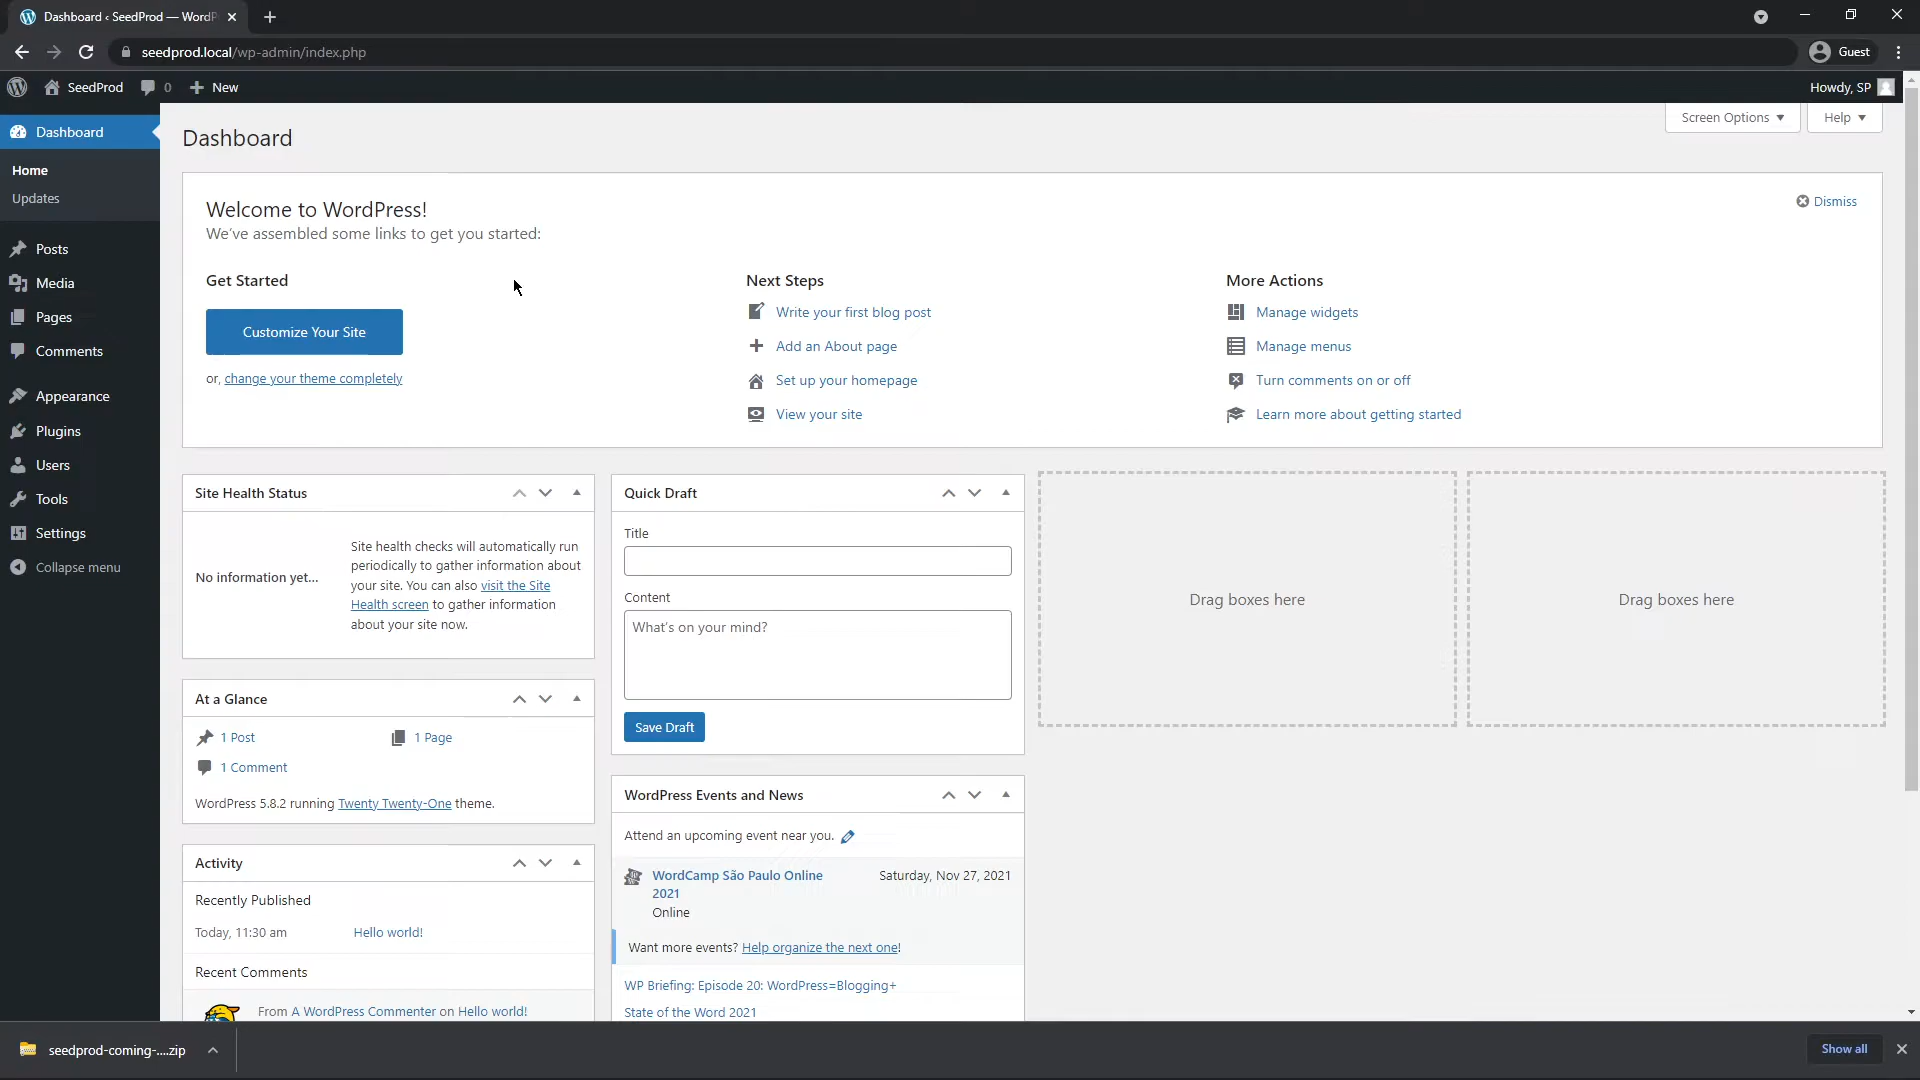 Dashboard ‹ SeedProd — WordP
seedprod.local/wp-admin/index.php
Guest
SeedProd
0
New
Howdy, SP
Dashboard
Home
Updates
Posts
Media
Pages
Comments
Appearance
Plugins
Users
Tools
Settings
Collapse menu
Screen Options
Help
Dashboard
Welcome to WordPress!
Dismiss
We've assembled some links to get you started:
Get Started
Customize Your Site
or, change your theme completely
Next Steps
Write your first blog post
Add an About page
Set up your homepage
View your site
More Actions
Manage widgets
Manage menus
Turn comments on or off
Learn more about getting started
Site Health Status
No information yet...
Site health checks will automatically run
periodically to gather information about
your site. You can also visit the Site
Health screen to gather information
about your site now.
At a Glance
1 Post
1 Page
1 Comment
WordPress 5.8.2 running Twenty Twenty-One theme.
Activity
Recently Published
Today, 11:30 am
Hello world!
Recent Comments
From A WordPress Commenter on Hello world!
Quick Draft
Title
Content
What's on your mind?
Save Draft
WordPress Events and News
Attend an upcoming event near you.
WordCamp São Paulo Online
2021
Saturday, Nov 27, 2021
Online
Want more events? Help organize the next one!
WP Briefing: Episode 20: WordPress=Blogging+
State of the Word 2021
Drag boxes here
Drag boxes here
seedprod-coming-....zip
Show all